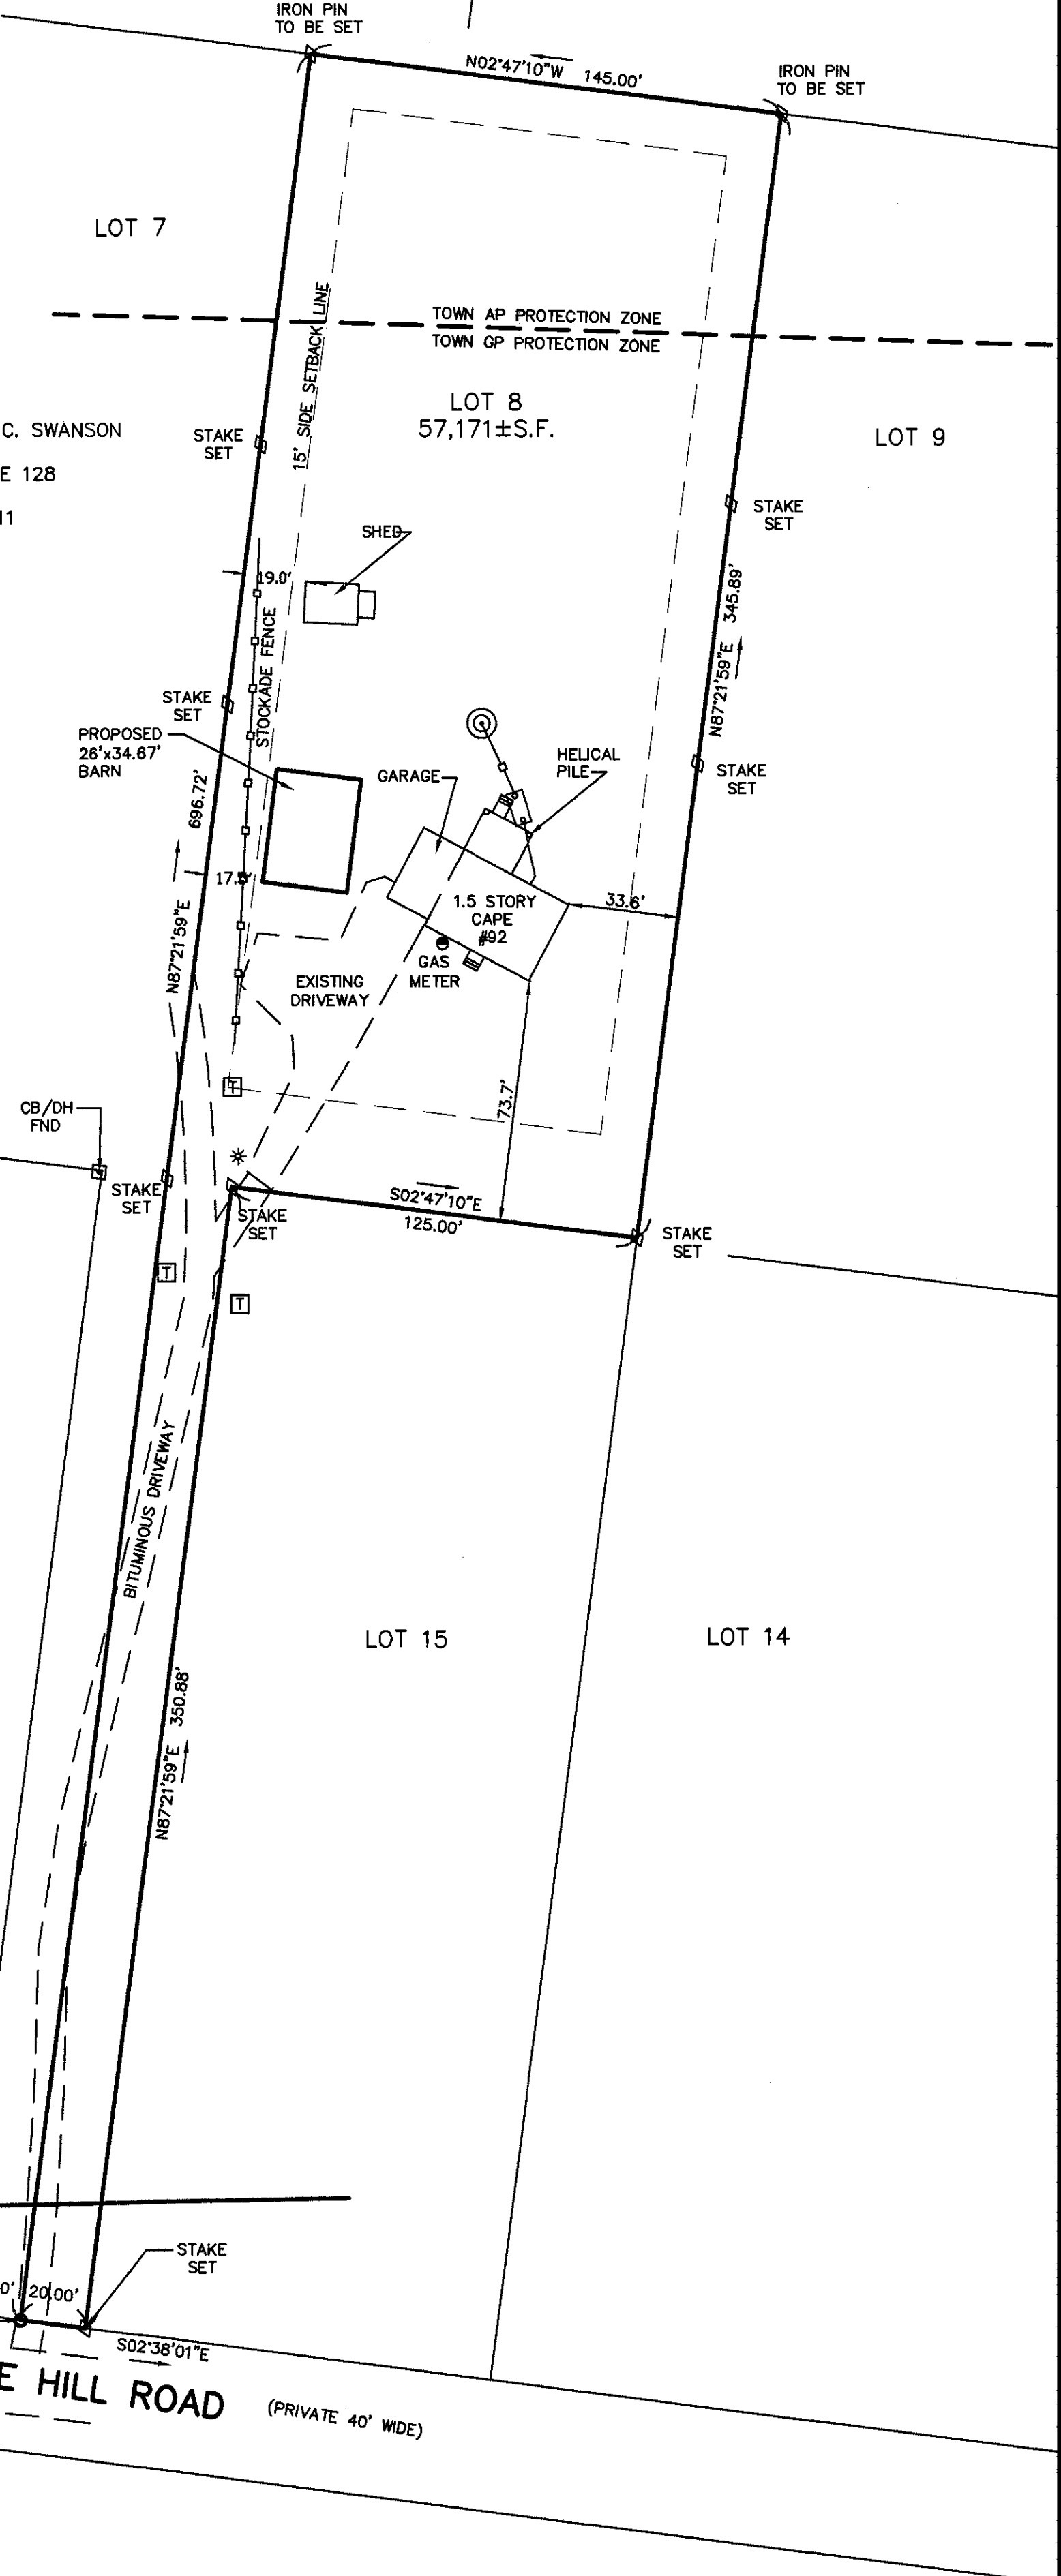 IRON PIN
TO BE SET
N02°47'10"W 145.00'
IRON PIN
TO BE SET
LOT 7
15' SIDE SETBACK LINE
TOWN AP PROTECTION ZONE
TOWN GP PROTECTION ZONE
LOT 8
57,171±S.F.
C. SWANSON
E 128
11
STAKE
SET
LOT 9
STAKE
SET
SHED
19.0'
STOCKADE FENCE
N87°21'59"E 345.89'
STAKE
SET
PROPOSED
26'x34.67'
BARN
HELICAL
PILE
GARAGE
STAKE
SET
N87°21'59"E 696.72'
1.5 STORY
CAPE
#92
33.6'
GAS
METER
EXISTING
DRIVEWAY
73.7'
T
CB/DH
FND
STAKE
SET
S02°47'10"E
125.00'
STAKE
SET
STAKE
SET
T
T
BITUMINOUS DRIVEWAY
LOT 15
LOT 14
N87°21'59"E 350.88'
STAKE
SET
0' 20.00'
S02°38'01"E
E HILL ROAD (PRIVATE 40' WIDE)